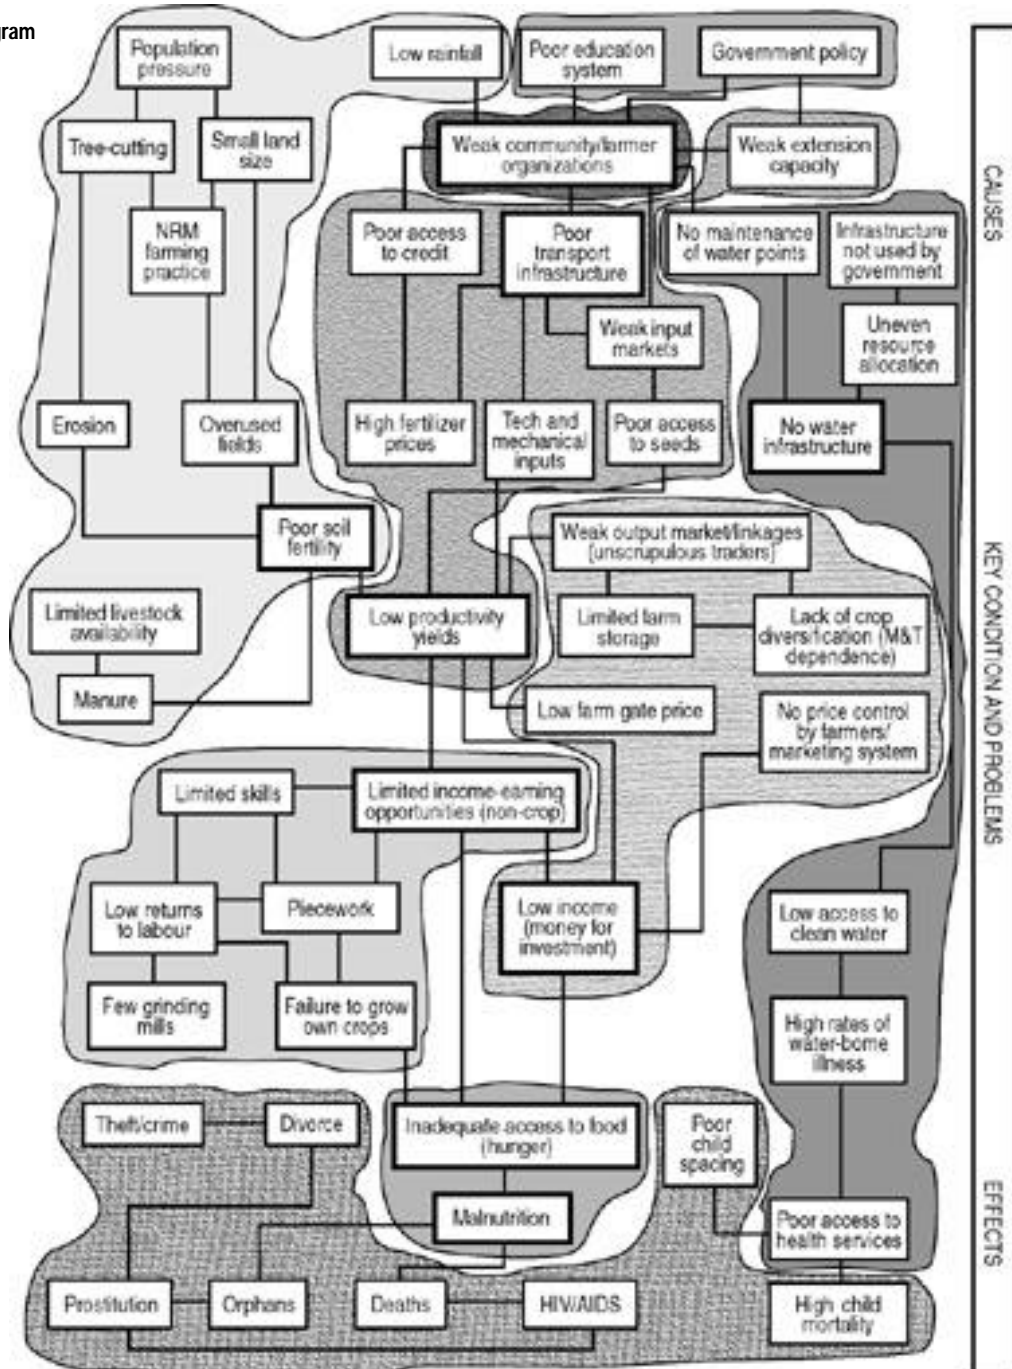 gram
Population
pressure
Low rainfall
Poor education
system
Government policy
Tree-cutting
Small land
size
Weak community/farmer
organizations
Weak extension
capacity
CAUSES
NRM
farming
practice
Poor access
to credit
Poor
transport
infrastructure
No maintenance
of water points
Infrastructure
not used by
government
Weak input
markets
Uneven
resource
allocation
Erosion
Overused
fields
High fertilizer
prices
Tech and
mechanical
inputs
Poor access
to seeds
No water
infrastructure
Poor soil
fertility
Weak output market/linkages
[unscrupulous traders]
KEY CONDITION AND PROBLEMS
Limited livestock
availability
Low productivity
yields
Limited farm
storage
Lack of crop
diversification (M&T
dependence)
Manure
Low farm gate price
No price control
by farmers/
marketing system
Limited skills
Limited income-earning
opportunities (non-crop)
Low returns
to labour
Piecework
Low income
(money for
investment)
Low access to
clean water
Few grinding
mills
Failure to grow
own crops
High rates of
water-borne
illness
Theft/crime
Divorce
Inadequate access to food
(hunger)
Poor
child
spacing
EFFECTS
Malnutrition
Poor access to
health services
Prostitution
Orphans
Deaths
HIV/AIDS
High child
mortality